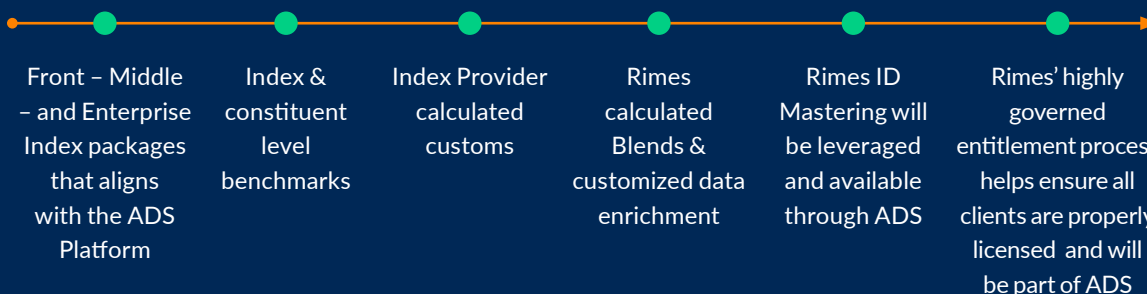 Front – Middle
– and Enterprise
Index packages
that aligns
with the ADS
Platform
Index &
constituent
level
benchmarks
Index Provider
calculated
customs
Rimes
calculated
Blends &
customized data
enrichment
Rimes ID
Mastering will
be leveraged
and available
through ADS
Rimes’ highly
governed
entitlement proces
helps ensure all
clients are properly
licensed and will
be part of ADS